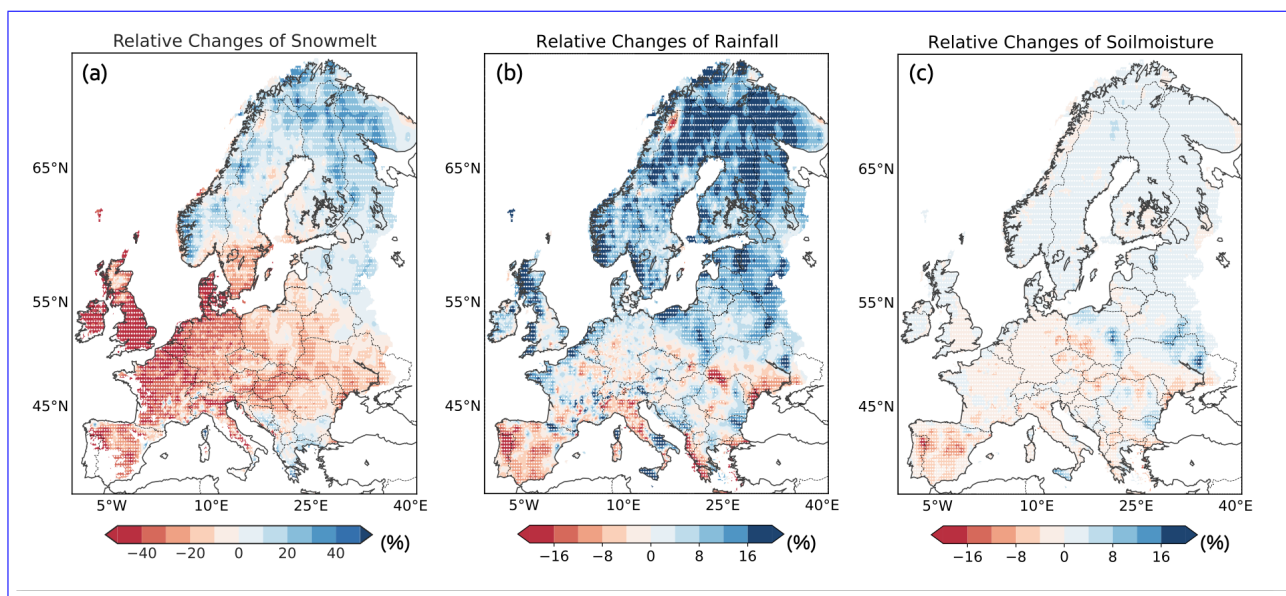 Relative Changes of Snowmelt
(a)
65°N
55°N
45°N
5°W 10°E 25°E 40°E
−40 −20 0 20 40 (%)
Relative Changes of Rainfall
(b)
65°N
55°N
45°N
5°W 10°E 25°E 40°E
−16 −8 0 8 16 (%)
Relative Changes of Soilmoisture
(c)
65°N
55°N
45°N
5°W 10°E 25°E 40°E
−16 −8 0 8 16 (%)